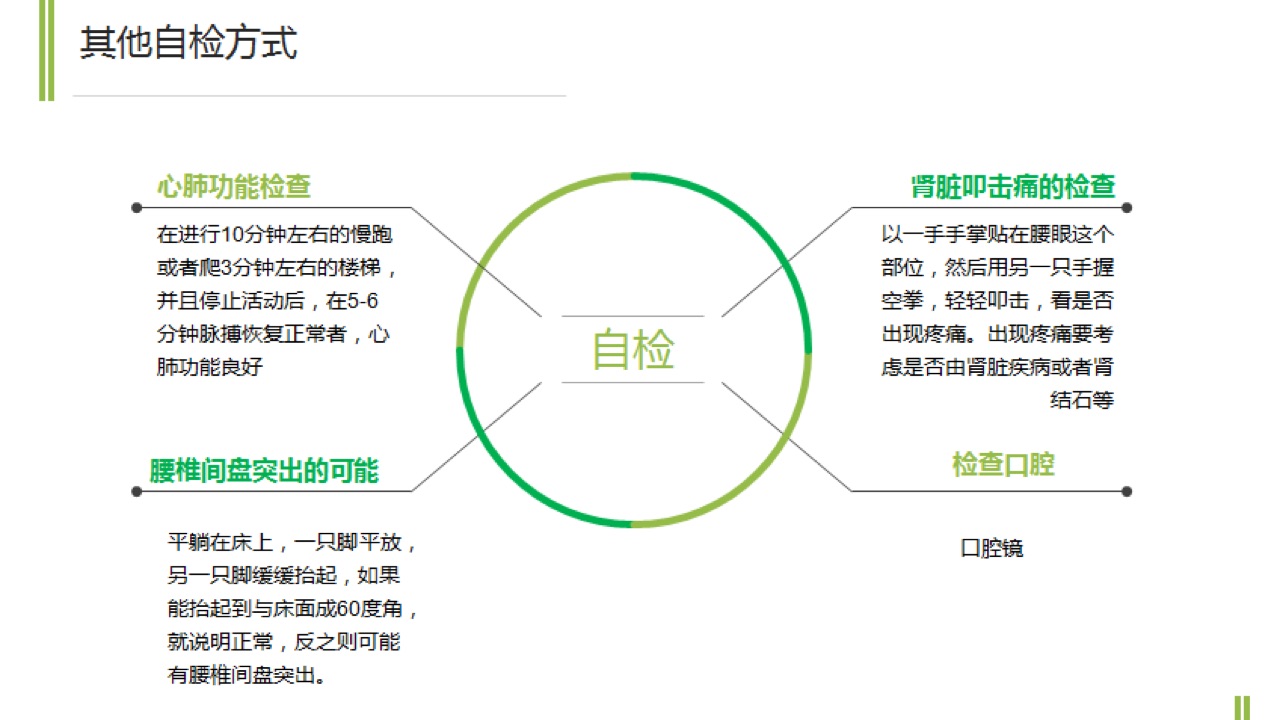 其他自检方式
心肺功能检查
在进行10分钟左右的慢跑
或者爬3分钟左右的楼梯，
并且停止活动后，在5-6
分钟脉搏恢复正常者，心
肺功能良好
肾脏叩击痛的检查
以一手手掌贴在腰眼这个
部位，然后用另一只手握
空拳，轻轻叩击，看是否
出现疼痛。出现疼痛要考
虑是否由肾脏疾病或者肾
结石等
自检
腰椎间盘突出的可能
平躺在床上，一只脚平放，
另一只脚缓缓抬起，如果
能抬起到与床面成60度角，
就说明正常，反之则可能
有腰椎间盘突出。
检查口腔
口腔镜